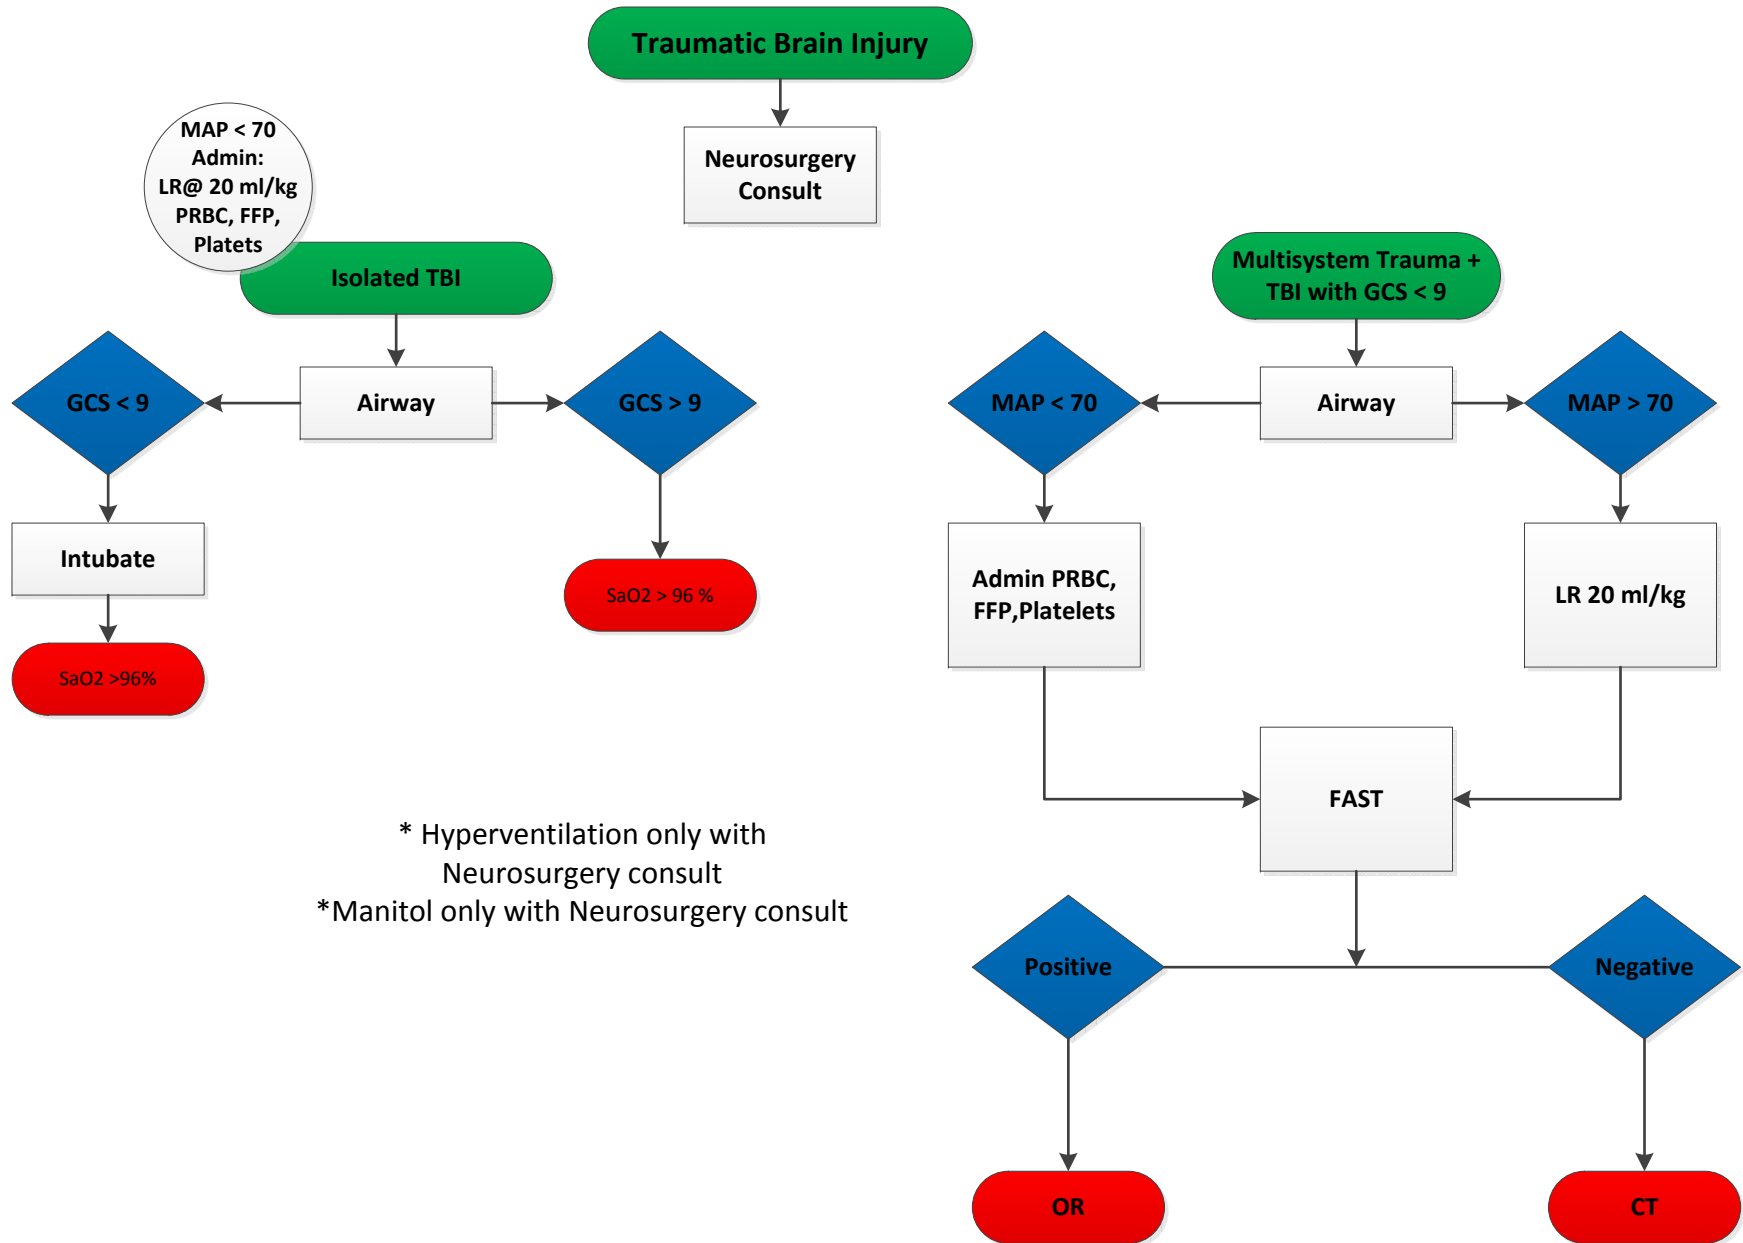 Traumatic Brain Injury
Neurosurgery
Consult
MAP < 70
Admin:
LR@ 20 ml/kg
PRBC, FFP,
Platets
Isolated TBI
GCS < 9
Airway
GCS > 9
Intubate
SaO2 >96%
SaO2 > 96 %
Multisystem Trauma +
TBI with GCS < 9
MAP < 70
Airway
MAP > 70
Admin PRBC,
FFP,Platelets
LR 20 ml/kg
FAST
Positive
Negative
OR
CT
* Hyperventilation only with
Neurosurgery consult
*Manitol only with Neurosurgery consult